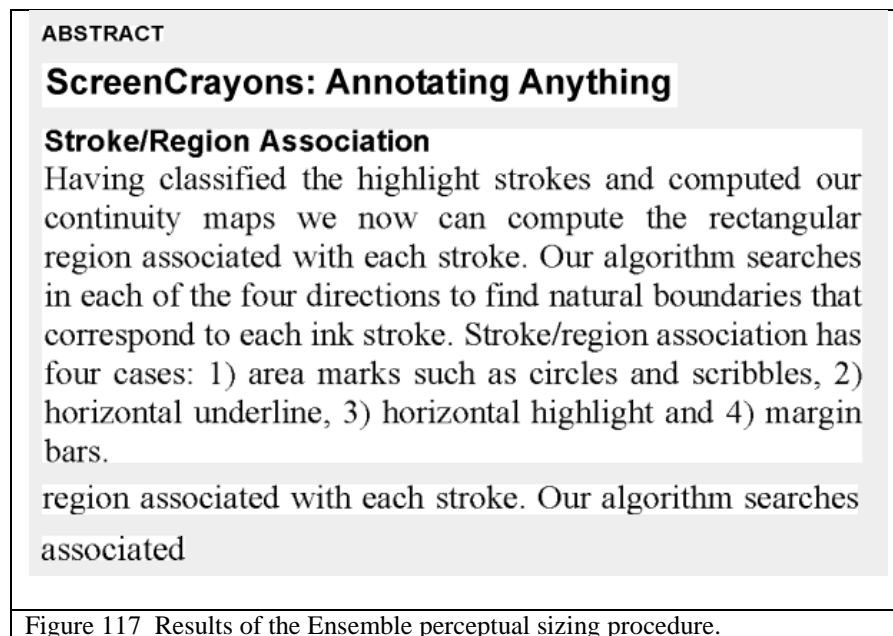 ABSTRACT
ScreenCrayons: Annotating Anything
Stroke/Region Association
Having classified the highlight strokes and computed our
continuity maps we now can compute the rectangular
region associated with each stroke. Our algorithm searches
in each of the four directions to find natural boundaries that
correspond to each ink stroke. Stroke/region association has
four cases: 1) area marks such as circles and scribbles, 2)
horizontal underline, 3) horizontal highlight and 4) margin
bars.
region associated with each stroke. Our algorithm searches
associated
Figure 117 Results of the Ensemble perceptual sizing procedure.